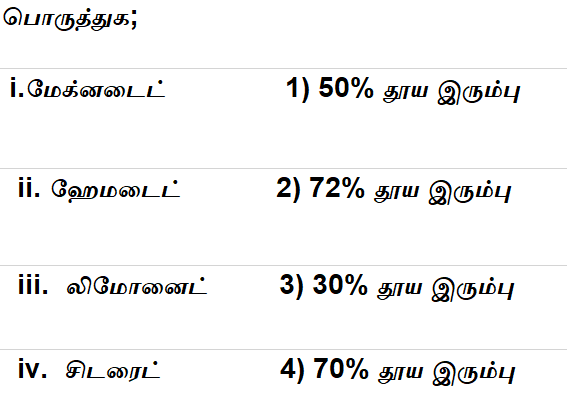 பொருத்துக;
i.மேக்னடைட் 1) 50% தூய இரும்பு
ii. ஹேமடைட் 2) 72% தூய இரும்பு
iii. லிமோனைட் 3) 30% தூய இரும்பு
iv. சிடரைட் 4) 70% தூய இரும்பு